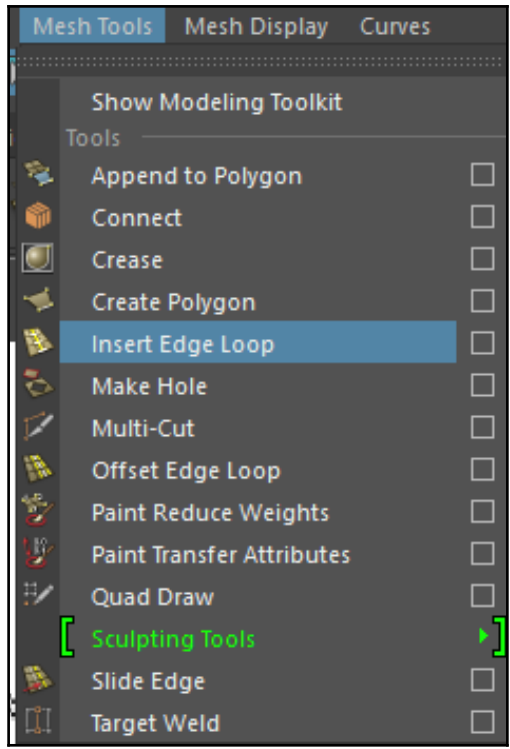 Mesh Tools Mesh Display Curves
Show Modeling Toolkit
Tools
Append to Polygon
Connect
Crease
Create Polygon
Insert Edge Loop
Make Hole
Multi-Cut
Offset Edge Loop
Paint Reduce Weights
Paint Transfer Attributes
Quad Draw
Sculpting Tools
Slide Edge
Target Weld